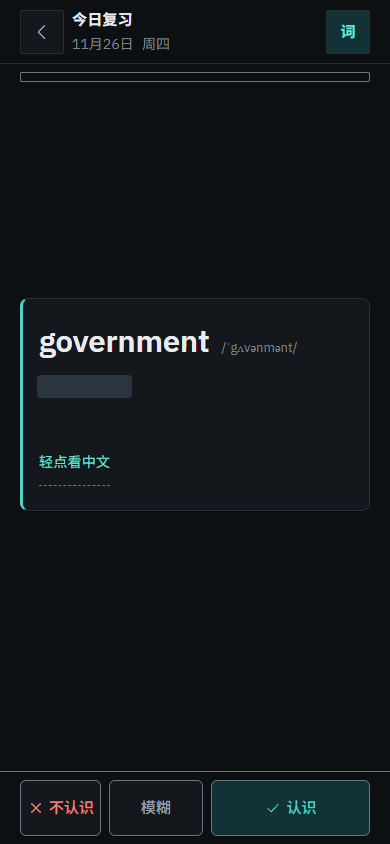 今日复习
11月26日 周四
词
government /ˈɡʌvənmənt/
轻点看中文
不认识
模糊
认识